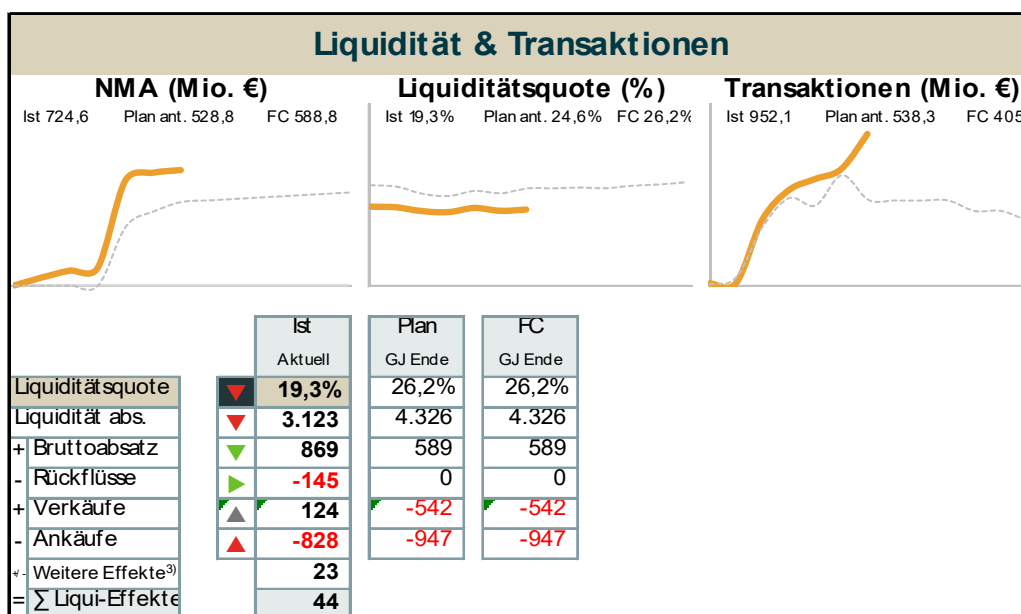 Liquidität & Transaktionen
NMA (Mio. €) Liquiditätsquote (%) Transaktionen (Mio. €)
Ist 724,6 Plan ant. 528,8 FC 588,8 Ist 19,3% Plan ant. 24,6% FC 26,2% Ist 952,1 Plan ant. 538,3 FC 405
Ist Plan FC
Aktuell GJ Ende GJ Ende
Liquiditätsquote 19,3% 26,2% 26,2%
Liquidität abs. 3.123 4.326 4.326
+ Bruttoabsatz 869 589 589
- Rückflüsse -145 0 0
+ Verkäufe 124 -542 -542
- Ankäufe -828 -947 -947
+/- Weitere Effekte³⁾ 23
= ∑ Liqui-Effekte 44